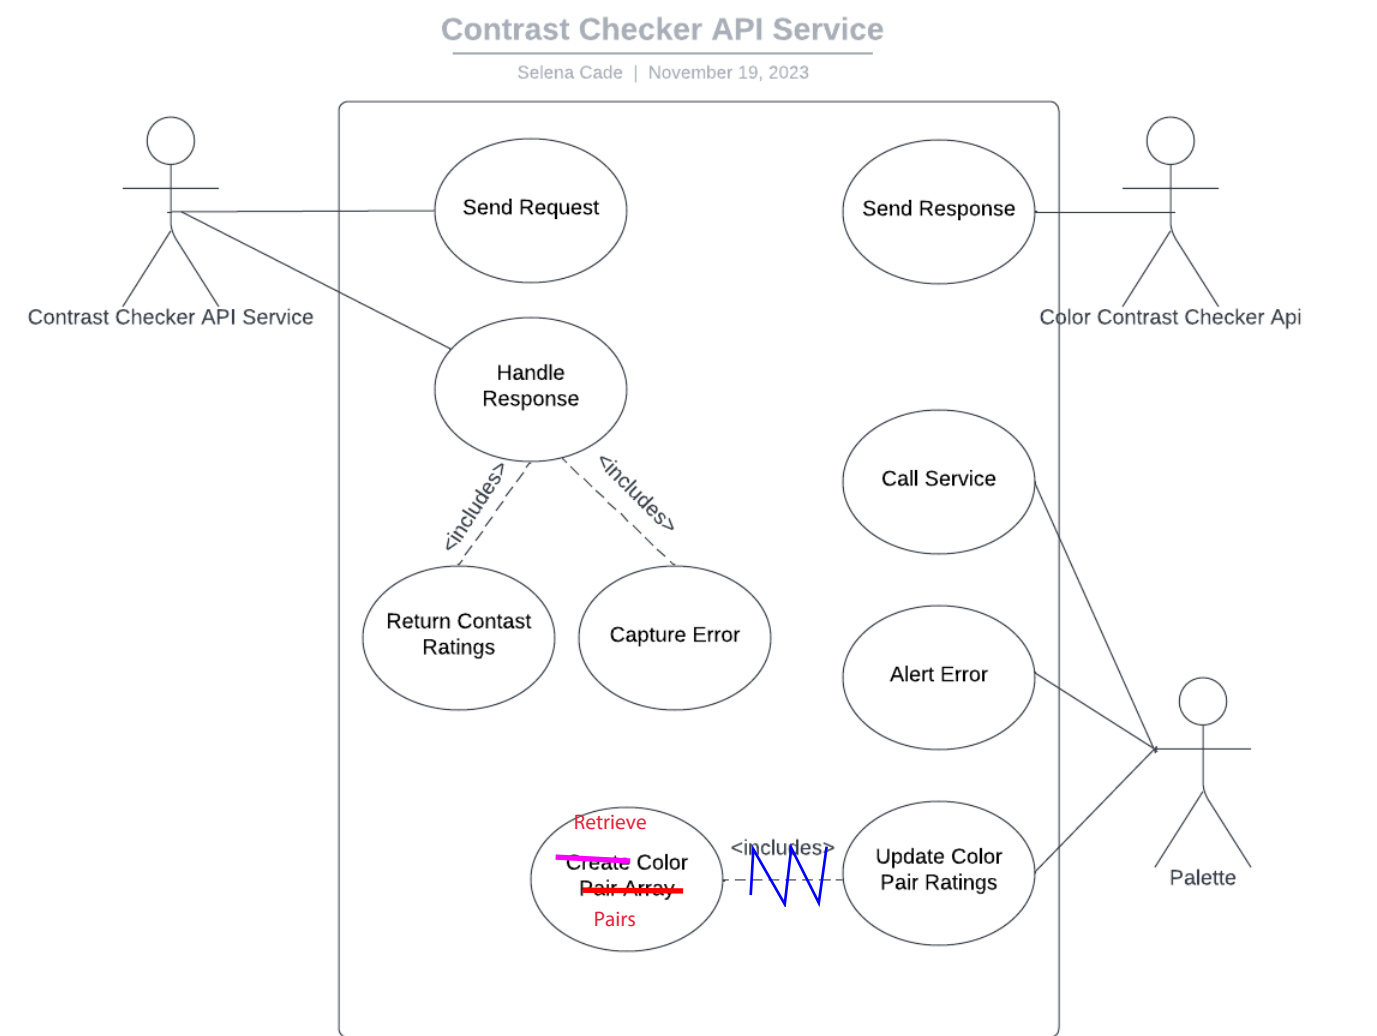 Contrast Checker API Service
Selena Cade | November 19, 2023
Send Request
Send Response
Contrast Checker API Service
Color Contrast Checker Api
Handle
Response
<includes>
<includes>
Call Service
Return Contast
Ratings
Capture Error
Alert Error
Retrieve
Create Color
Pair Array
Pairs
<includes>
Update Color
Pair Ratings
Palette